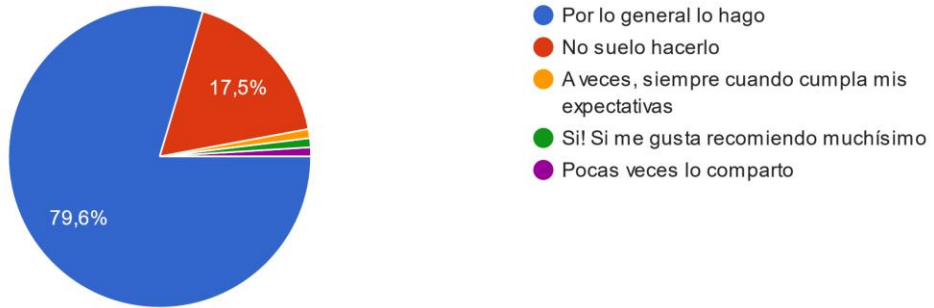 Por lo general lo hago
No suelo hacerlo
A veces, siempre cuando cumpla mis
expectativas
Si! Si me gusta recomiendo muchísimo
Pocas veces lo comparto
17,5%
79,6%